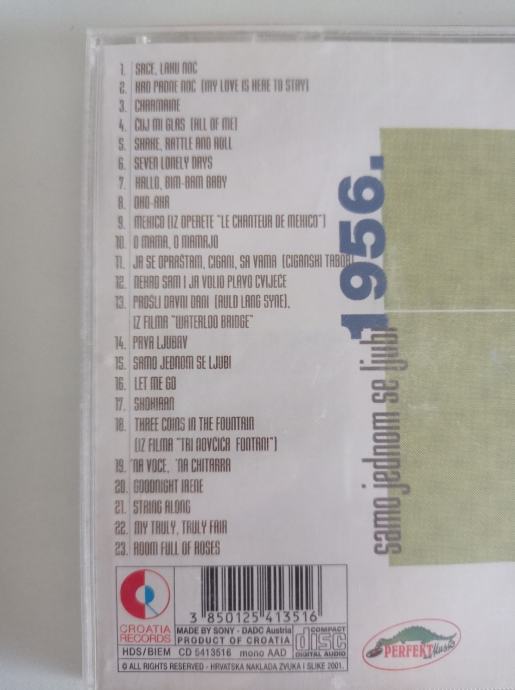 1. SRCE, LAKU NOĆ
2. KAD PADNE NOĆ (MY LOVE IS HERE TO STAY)
3. CHARMAINE
4. ČUJ MI GLAS (ALL OF ME)
5. SHAKE, RATTLE AND ROLL
6. SEVEN LONELY DAYS
7. HALLO, BIM-BAM BABY
8. OHO-AHA
9. MEXICO (IZ OPERETE "LE CHANTEUR DE MEXICO")
10. O MAMA, O MAMAJO
11. JA SE OPRAŠTAM, CIGANI, SA VAMA (CIGANSKI TABOR)
12. NEKAD SAM I JA VOLIO PLAVO CVIJEĆE
13. PROŠLI DAVNI DANI (AULD LANG SYNE),
IZ FILMA "WATERLOO BRIDGE"
14. PRVA LJUBAV
15. SAMO JEDNOM SE LJUBI
16. LET ME GO
17. SKOKIAAN
18. THREE COINS IN THE FOUNTAIN
(IZ FILMA "TRI NOVČIĆA FONTANI")
19. 'NA VOCE, 'NA CHITARRA
20. GOODNIGHT IRENE
21. STRING ALONG
22. MY TRULY, TRULY FAIR
23. ROOM FULL OF ROSES
1956.
samo jednom se ljubi
CROATIA
RECORDS
3 850125 413516
MADE BY SONY - DADC Austria
PRODUCT OF CROATIA
HDS/BIEM CD 5413516 mono AAD
COMPACT
disc
DIGITAL AUDIO
© ALL RIGHTS RESERVED - HRVATSKA NAKLADA ZVUKA I SLIKE 2001.
PERFEKT
Music